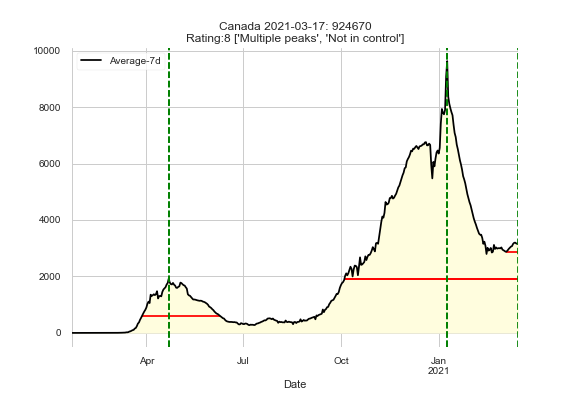 Canada 2021-03-17: 924670
Rating:8 ['Multiple peaks', 'Not in control']
Average-7d
10000
8000
6000
4000
2000
0
Apr
Jul
Oct
Jan
2021
Date